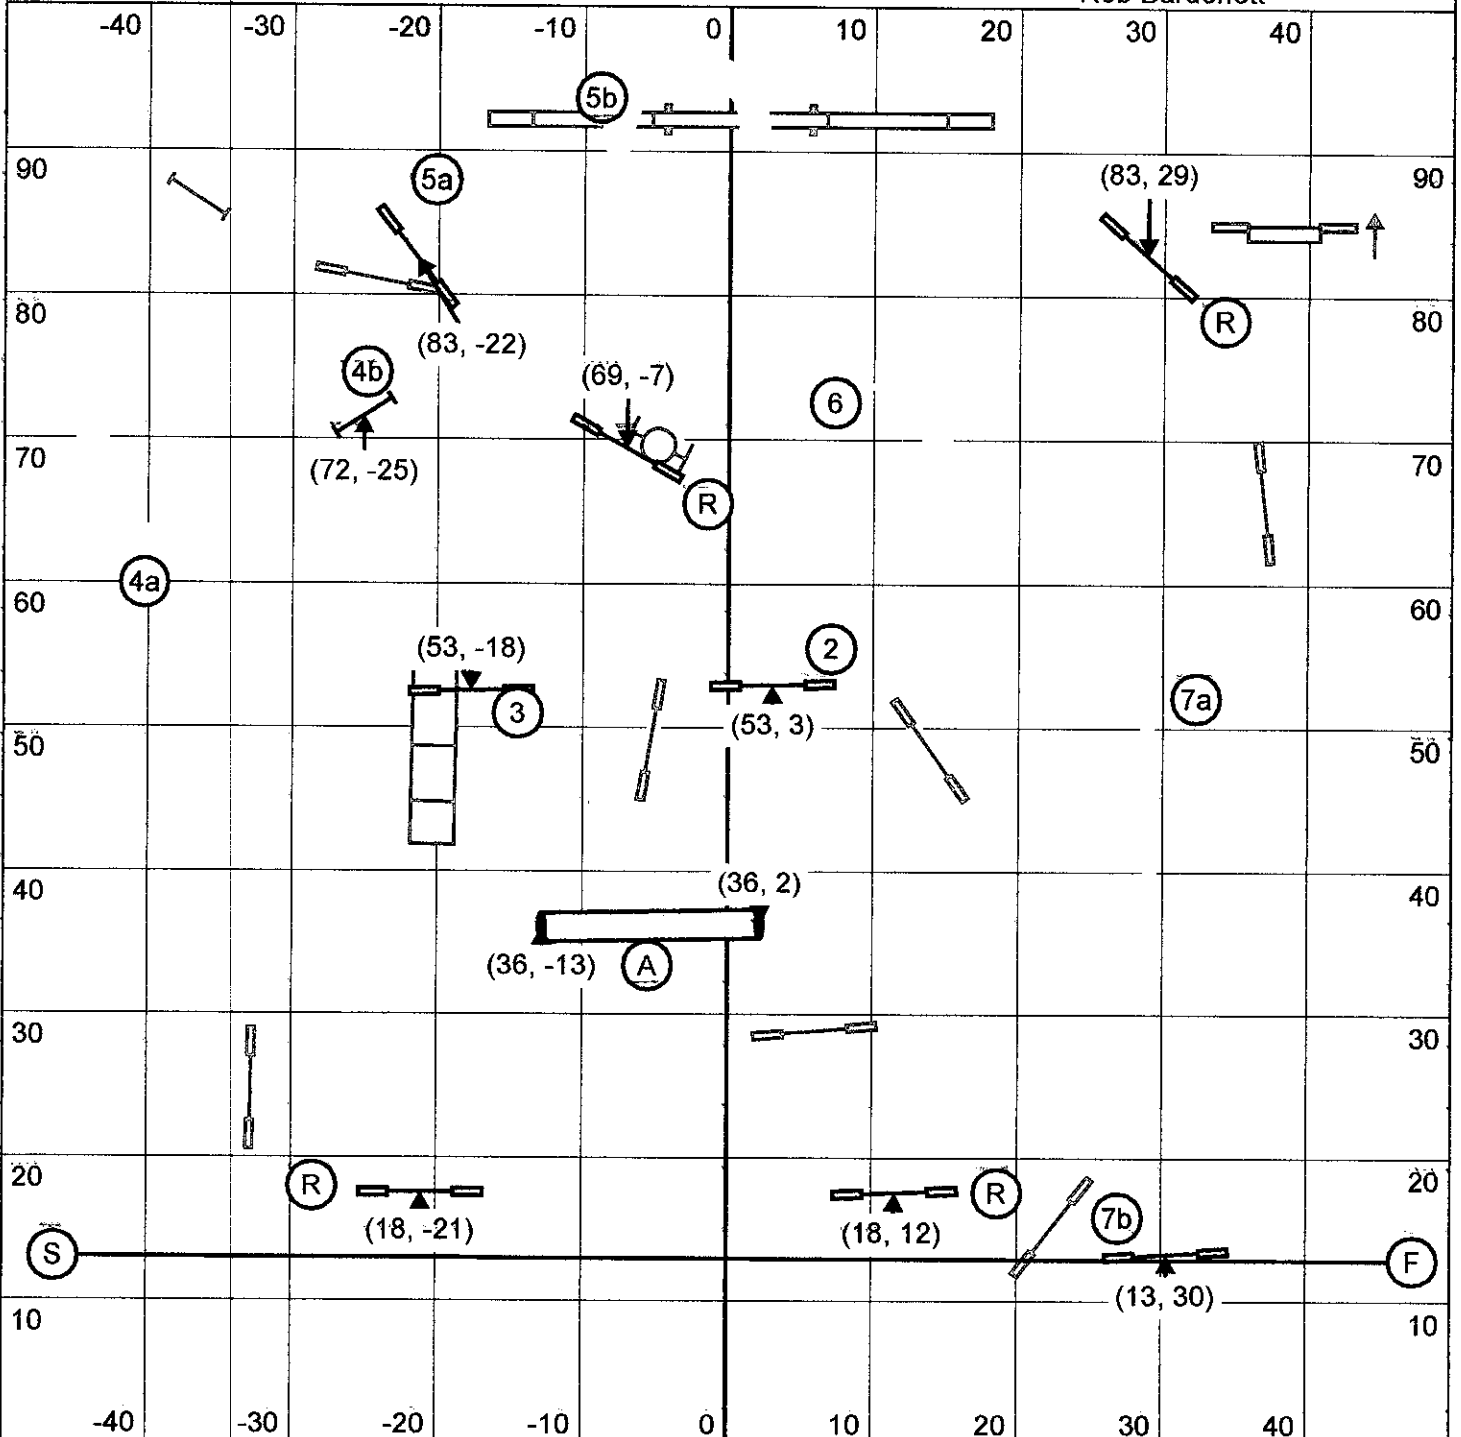 -40 -30 -20 -10 0 10 20 30 40
5b
90 5a (83, 29) 90
80 (83, -22) R 80
4b (69, -7) 6
70 (72, -25) R 70
4a
60 60
(53, -18) 2
3 (53, 3) 7a
50 50
40 (36, 2) 40
(36, -13) A
30 30
20 20
R R
(18, -21) (18, 12) 7b
S F
(13, 30)
10 10
-40 -30 -20 -10 0 10 20 30 40